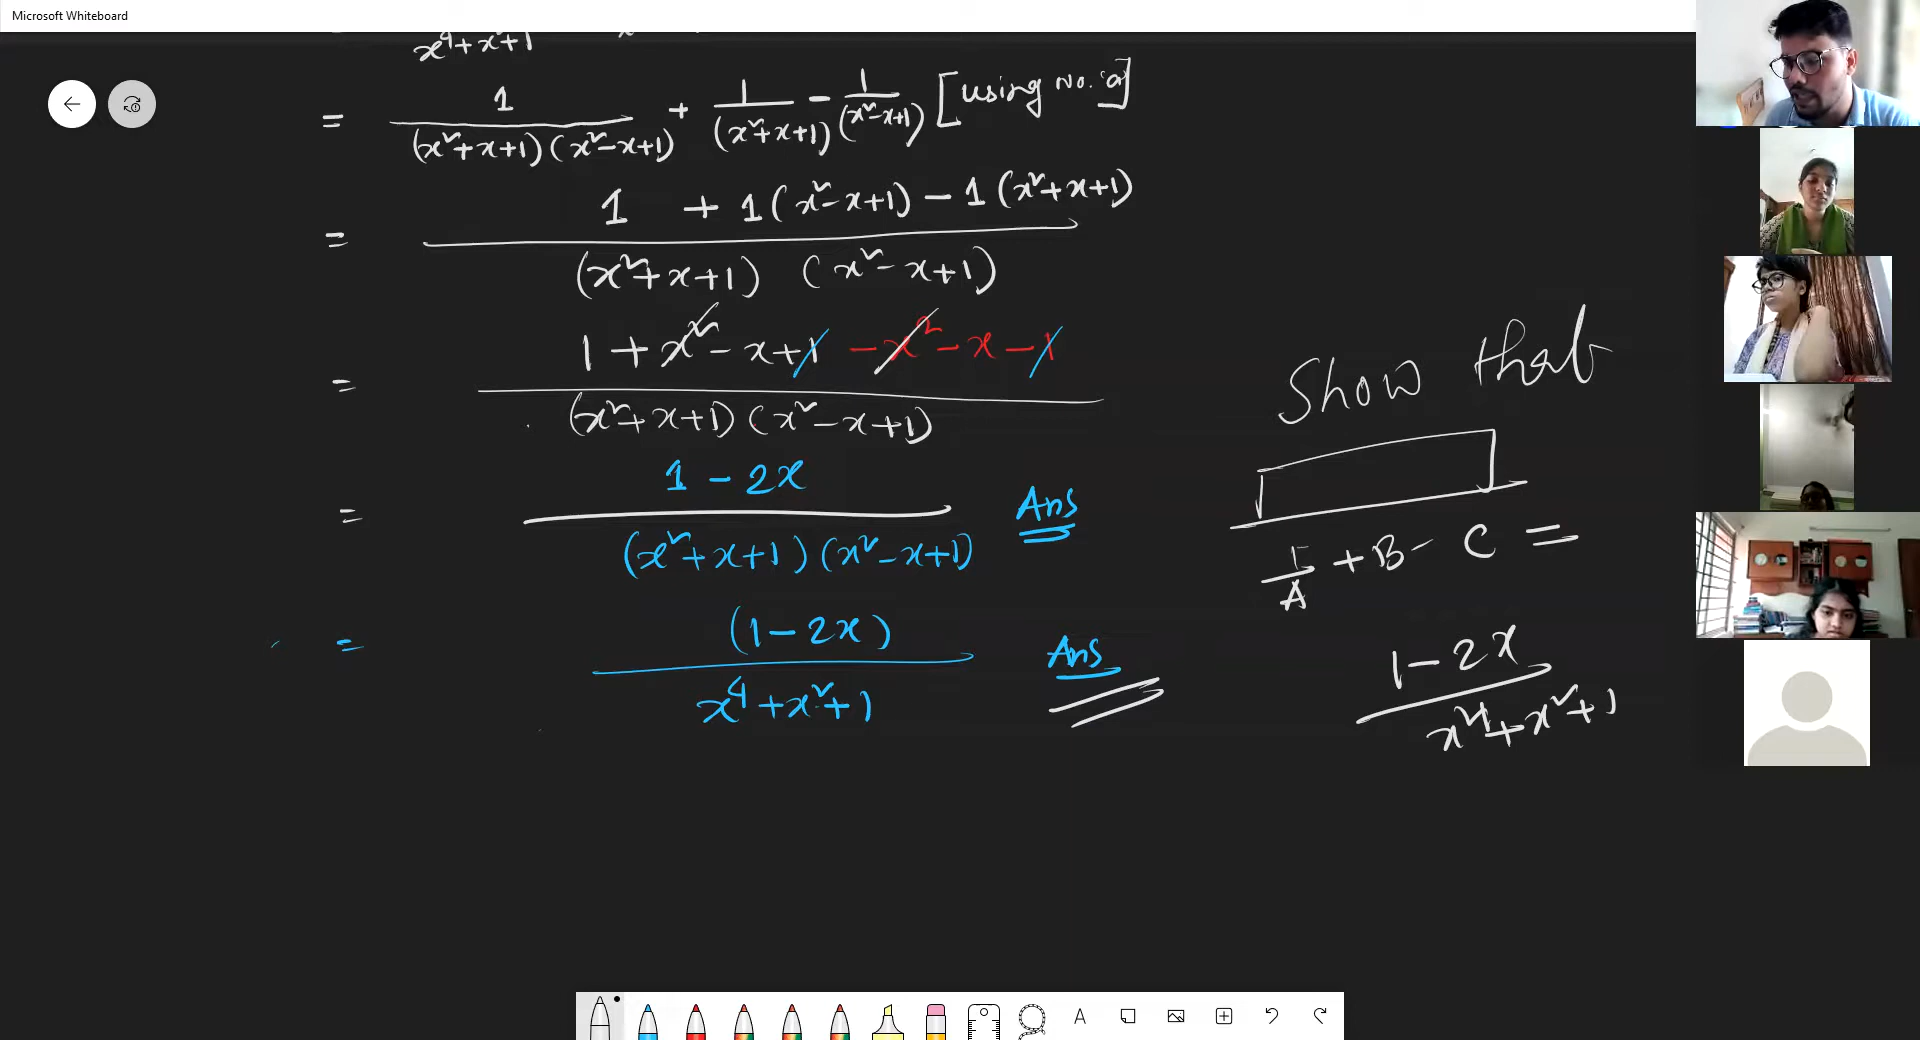 Microsoft Whiteboard
x⁴+x²+1
= 1/((x²+x+1)(x²-x+1)) + 1/(x²+x+1) - 1/(x²-x+1) [using No. 'a']
= (1 + 1(x²-x+1) - 1(x²+x+1))/((x²+x+1) (x²-x+1))
= (1+x²-x+1-x²-x-1)/((x²+x+1)(x²-x+1))
= (1-2x)/((x²+x+1)(x²-x+1)) Ans
= (1-2x)/(x⁴+x²+1) Ans
Show that
1/A + B - C =
(1-2x)/(x⁴+x²+1)
A